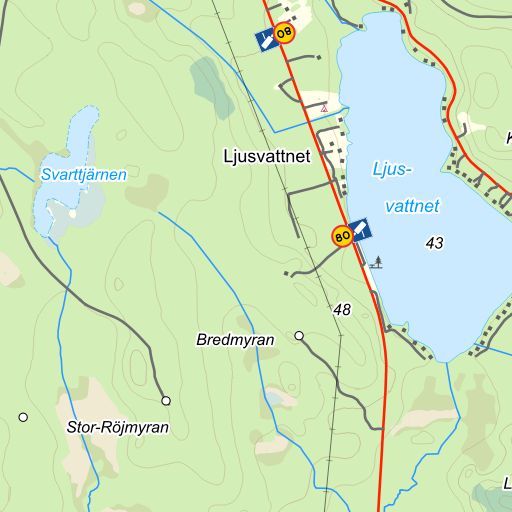 80
Ljusvattnet
Ljus-
vattnet
Svarttjärnen
80
43
48
Bredmyran
Stor-Röjmyran
K
L